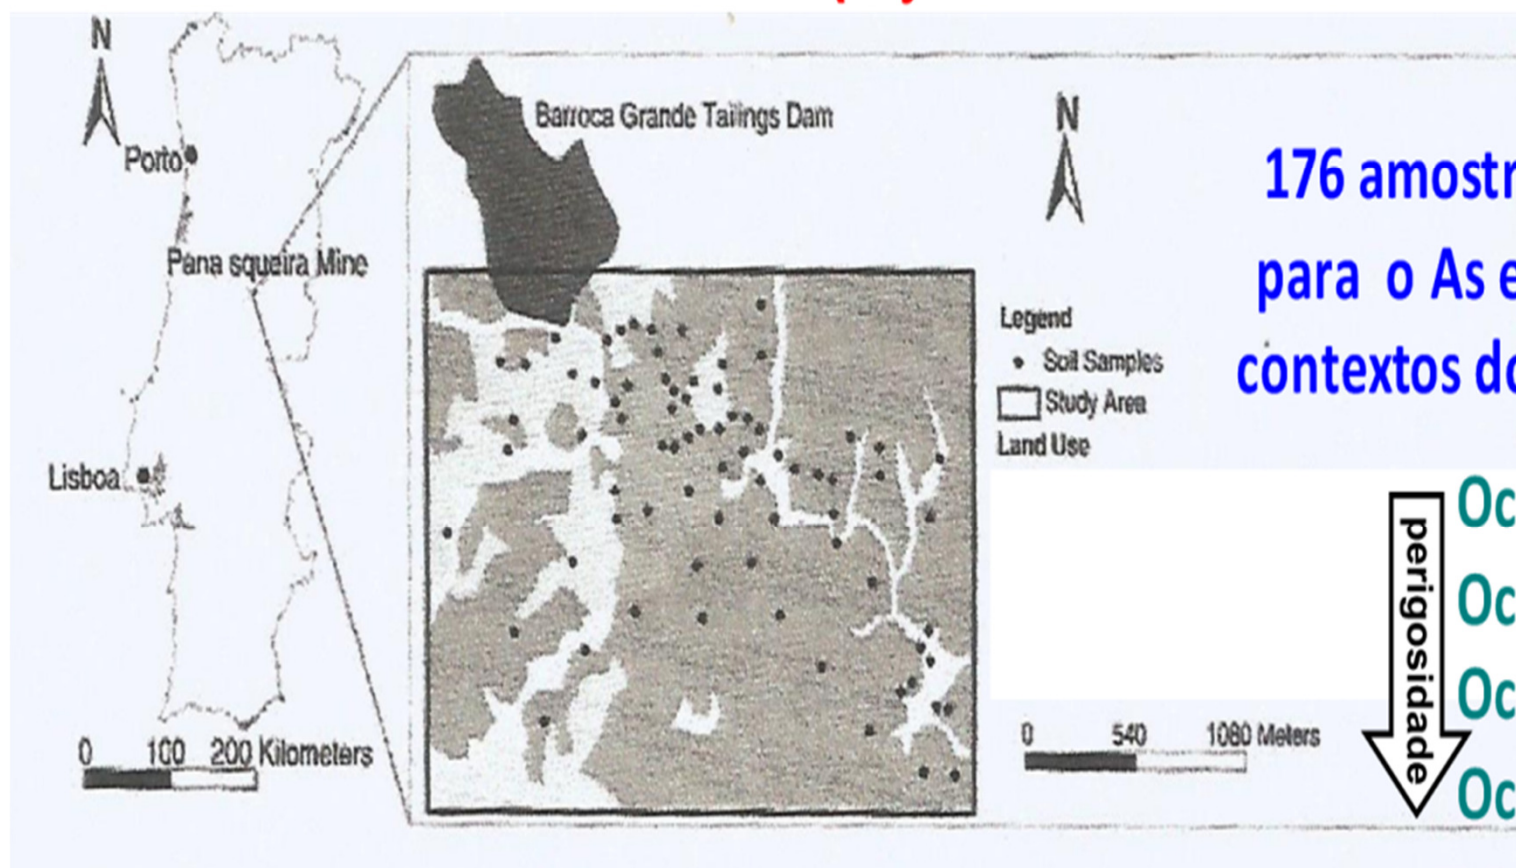 N
Porto
Pana squeira Mine
Lisboa
0 100 200 Kilometers
Barroca Grande Tailings Dam
N
Legend
Soil Samples
Study Area
Land Use
0 540 1080 Meters
176 amostr
para o As e
contextos do
perigosidade
Oc
Oc
Oc
Oc